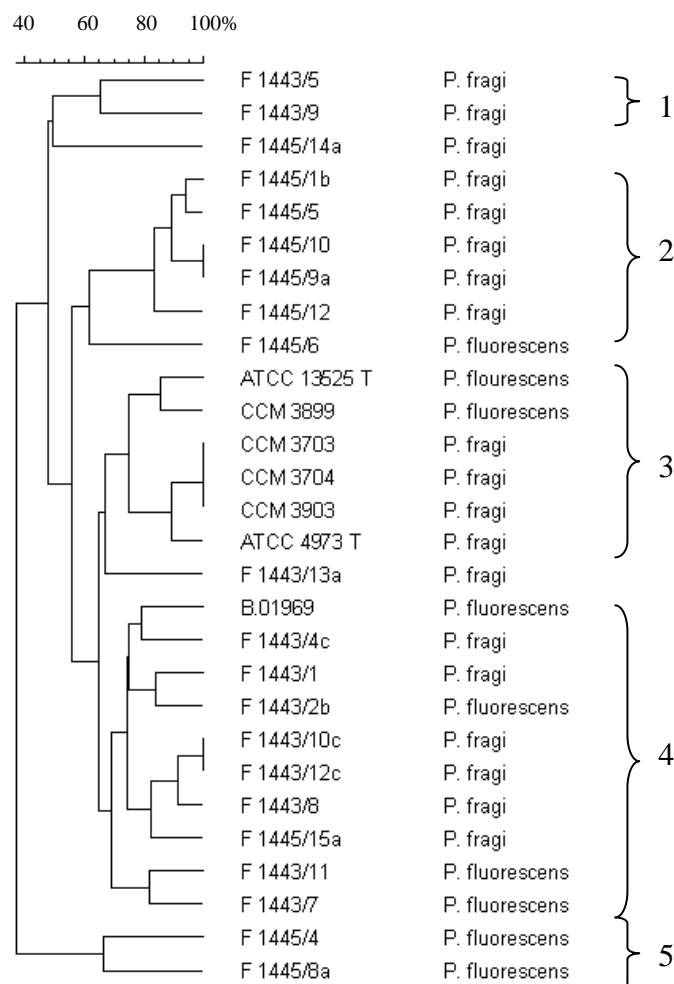 40 60 80 100%
F 1443/5 P. fragi
F 1443/9 P. fragi
1
F 1445/14a P. fragi
F 1445/1b P. fragi
F 1445/5 P. fragi
F 1445/10 P. fragi
2
F 1445/9a P. fragi
F 1445/12 P. fragi
F 1445/6 P. fluorescens
ATCC 13525 T P. flourescens
CCM 3899 P. fluorescens
CCM 3703 P. fragi
3
CCM 3704 P. fragi
CCM 3903 P. fragi
ATCC 4973 T P. fragi
F 1443/13a P. fragi
B.01969 P. fluorescens
F 1443/4c P. fragi
F 1443/1 P. fragi
F 1443/2b P. fluorescens
F 1443/10c P. fragi
4
F 1443/12c P. fragi
F 1443/8 P. fragi
F 1445/15a P. fragi
F 1443/11 P. fluorescens
F 1443/7 P. fluorescens
F 1445/4 P. fluorescens
5
F 1445/8a P. fluorescens